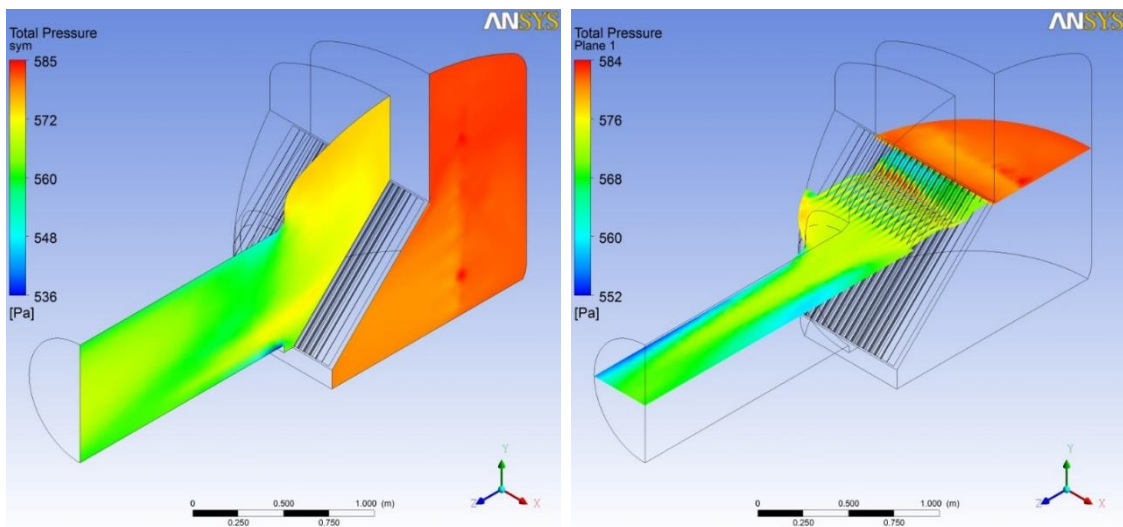 ANSYS
Total Pressure
sym
585
572
560
548
536
[Pa]
Y
Z
X
0 0.500 1.000 (m)
0.250 0.750
ANSYS
Total Pressure
Plane 1
584
576
568
560
552
[Pa]
Y
Z
X
0 0.500 1.000 (m)
0.250 0.750